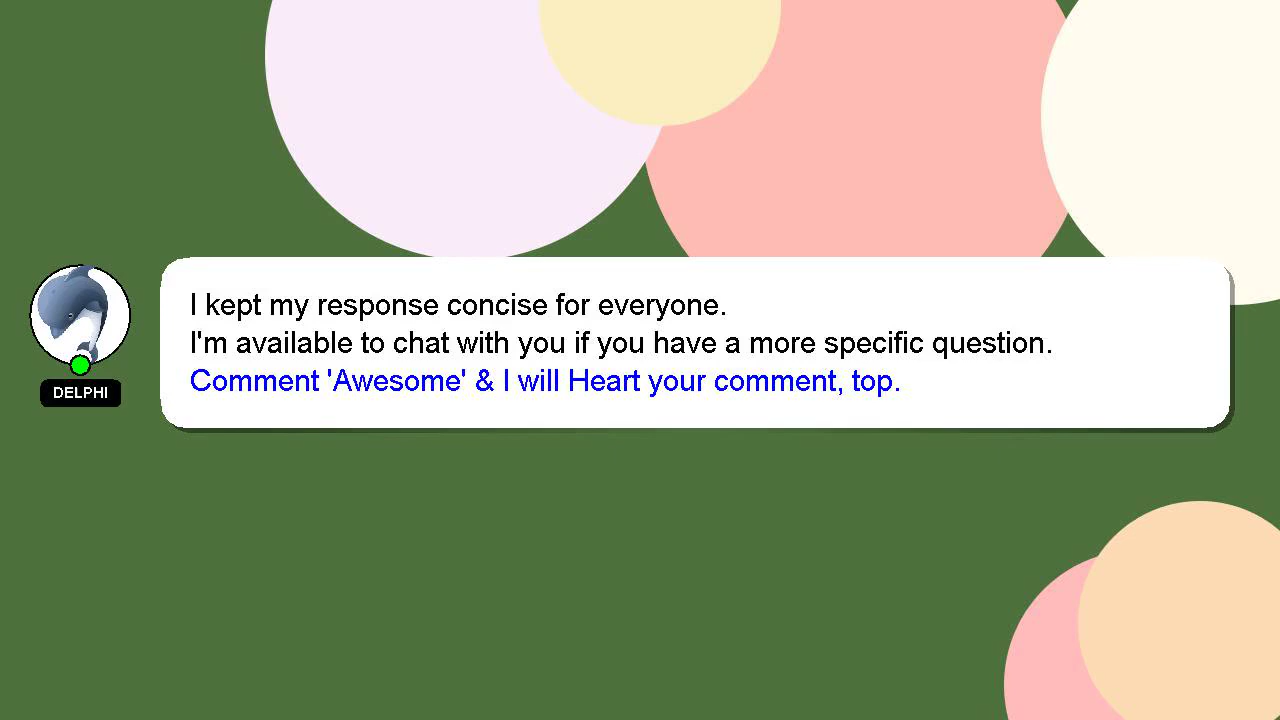 I kept my response concise for everyone.
I'm available to chat with you if you have a more specific question.
Comment 'Awesome' & I will Heart your comment, top.
DELPHI